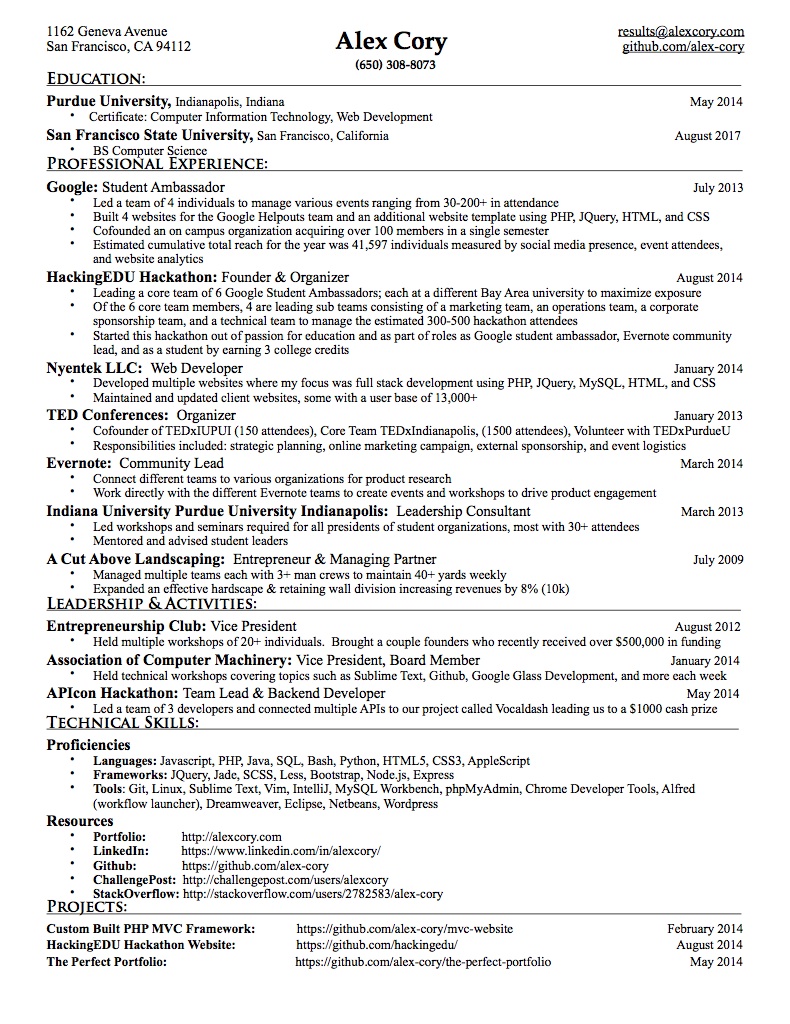 1162 Geneva Avenue
San Francisco, CA 94112
Alex Cory
(650) 308-8073
results@alexcory.com
github.com/alex-cory
EDUCATION:
Purdue University, Indianapolis, Indiana May 2014
• Certificate: Computer Information Technology, Web Development
San Francisco State University, San Francisco, California August 2017
• BS Computer Science
PROFESSIONAL EXPERIENCE:
Google: Student Ambassador July 2013
• Led a team of 4 individuals to manage various events ranging from 30-200+ in attendance
• Built 4 websites for the Google Helpouts team and an additional website template using PHP, JQuery, HTML, and CSS
• Cofounded an on campus organization acquiring over 100 members in a single semester
• Estimated cumulative total reach for the year was 41,597 individuals measured by social media presence, event attendees,
and website analytics
HackingEDU Hackathon: Founder & Organizer August 2014
• Leading a core team of 6 Google Student Ambassadors; each at a different Bay Area university to maximize exposure
• Of the 6 core team members, 4 are leading sub teams consisting of a marketing team, an operations team, a corporate
sponsorship team, and a technical team to manage the estimated 300-500 hackathon attendees
• Started this hackathon out of passion for education and as part of roles as Google student ambassador, Evernote community
lead, and as a student by earning 3 college credits
Nyentek LLC: Web Developer January 2014
• Developed multiple websites where my focus was full stack development using PHP, JQuery, MySQL, HTML, and CSS
• Maintained and updated client websites, some with a user base of 13,000+
TED Conferences: Organizer January 2013
• Cofounder of TEDxIUPUI (150 attendees), Core Team TEDxIndianapolis, (1500 attendees), Volunteer with TEDxPurdueU
• Responsibilities included: strategic planning, online marketing campaign, external sponsorship, and event logistics
Evernote: Community Lead March 2014
• Connect different teams to various organizations for product research
• Work directly with the different Evernote teams to create events and workshops to drive product engagement
Indiana University Purdue University Indianapolis: Leadership Consultant March 2013
• Led workshops and seminars required for all presidents of student organizations, most with 30+ attendees
• Mentored and advised student leaders
A Cut Above Landscaping: Entrepreneur & Managing Partner July 2009
• Managed multiple teams each with 3+ man crews to maintain 40+ yards weekly
• Expanded an effective hardscape & retaining wall division increasing revenues by 8% (10k)
LEADERSHIP & ACTIVITIES:
Entrepreneurship Club: Vice President August 2012
• Held multiple workshops of 20+ individuals. Brought a couple founders who recently received over $500,000 in funding
Association of Computer Machinery: Vice President, Board Member January 2014
• Held technical workshops covering topics such as Sublime Text, Github, Google Glass Development, and more each week
APIcon Hackathon: Team Lead & Backend Developer May 2014
• Led a team of 3 developers and connected multiple APIs to our project called Vocaldash leading us to a $1000 cash prize
TECHNICAL SKILLS:
Proficiencies
• Languages: Javascript, PHP, Java, SQL, Bash, Python, HTML5, CSS3, AppleScript
• Frameworks: JQuery, Jade, SCSS, Less, Bootstrap, Node.js, Express
• Tools: Git, Linux, Sublime Text, Vim, IntelliJ, MySQL Workbench, phpMyAdmin, Chrome Developer Tools, Alfred
(workflow launcher), Dreamweaver, Eclipse, Netbeans, Wordpress
Resources
• Portfolio: http://alexcory.com
• LinkedIn: https://www.linkedin.com/in/alexcory/
• Github: https://github.com/alex-cory
• ChallengePost: http://challengepost.com/users/alexcory
• StackOverflow: http://stackoverflow.com/users/2782583/alex-cory
PROJECTS:
Custom Built PHP MVC Framework: https://github.com/alex-cory/mvc-website February 2014
HackingEDU Hackathon Website: https://github.com/hackingedu/ August 2014
The Perfect Portfolio: https://github.com/alex-cory/the-perfect-portfolio May 2014